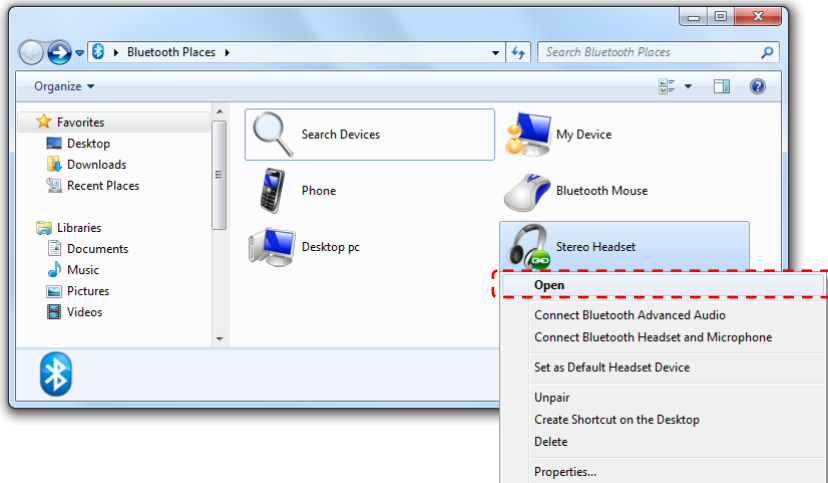 Bluetooth Places
Search Bluetooth Places
Organize
Favorites
Desktop
Downloads
Recent Places
Libraries
Documents
Music
Pictures
Videos
Search Devices
My Device
Phone
Bluetooth Mouse
Desktop pc
Stereo Headset
Open
Connect Bluetooth Advanced Audio
Connect Bluetooth Headset and Microphone
Set as Default Headset Device
Unpair
Create Shortcut on the Desktop
Delete
Properties...